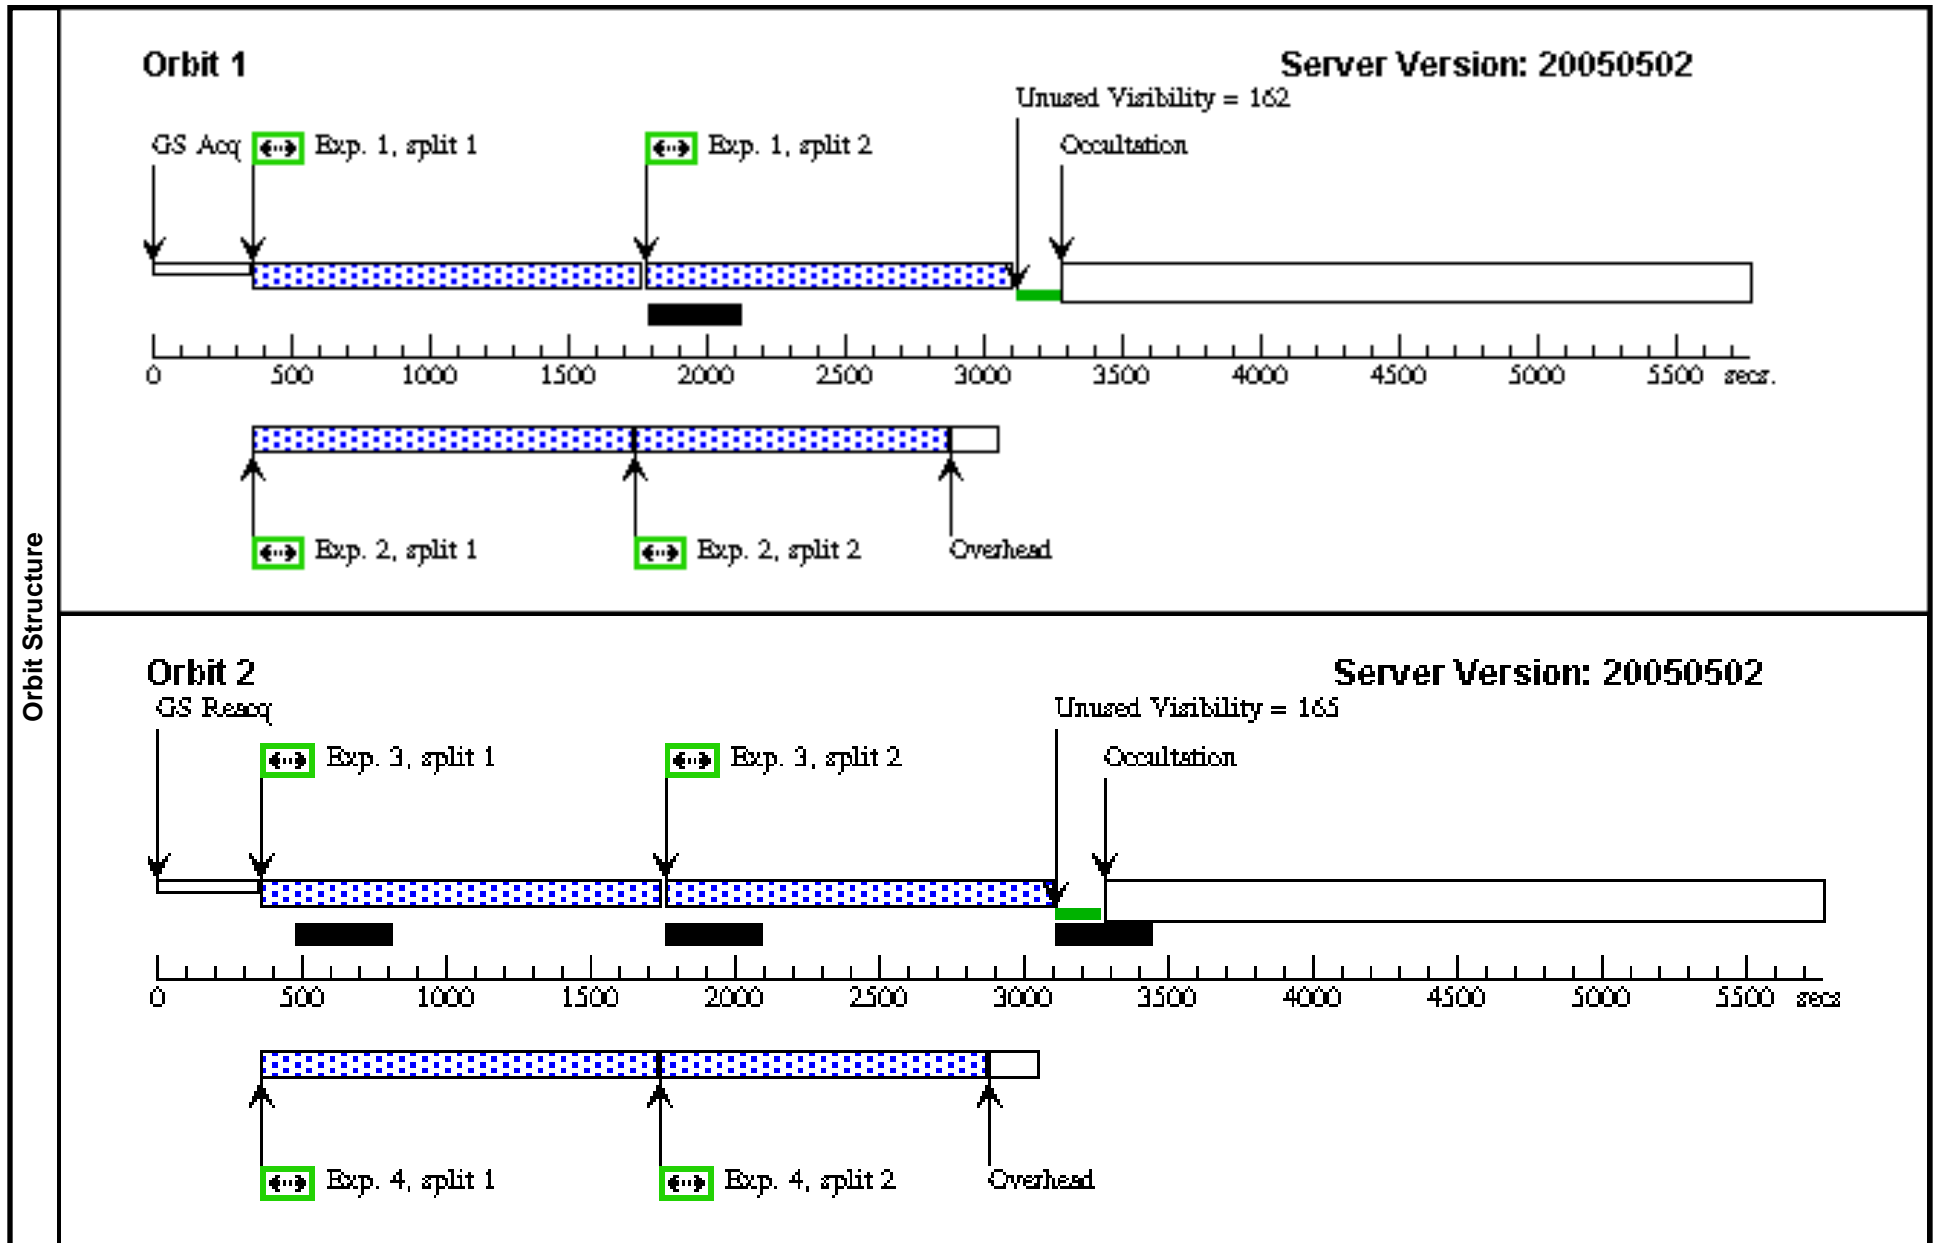 Orbit Structure
Orbit 1
Server Version: 20050502
Unused Visibility = 162
GS Acq
Exp. 1, split 1
Exp. 1, split 2
Occultation
0 500 1000 1500 2000 2500 3000 3500 4000 4500 5000 5500 secs.
Exp. 2, split 1
Exp. 2, split 2
Overhead
Orbit 2
Server Version: 20050502
GS Reacq
Unused Visibility = 165
Exp. 3, split 1
Exp. 3, split 2
Occultation
0 500 1000 1500 2000 2500 3000 3500 4000 4500 5000 5500 secs
Exp. 4, split 1
Exp. 4, split 2
Overhead